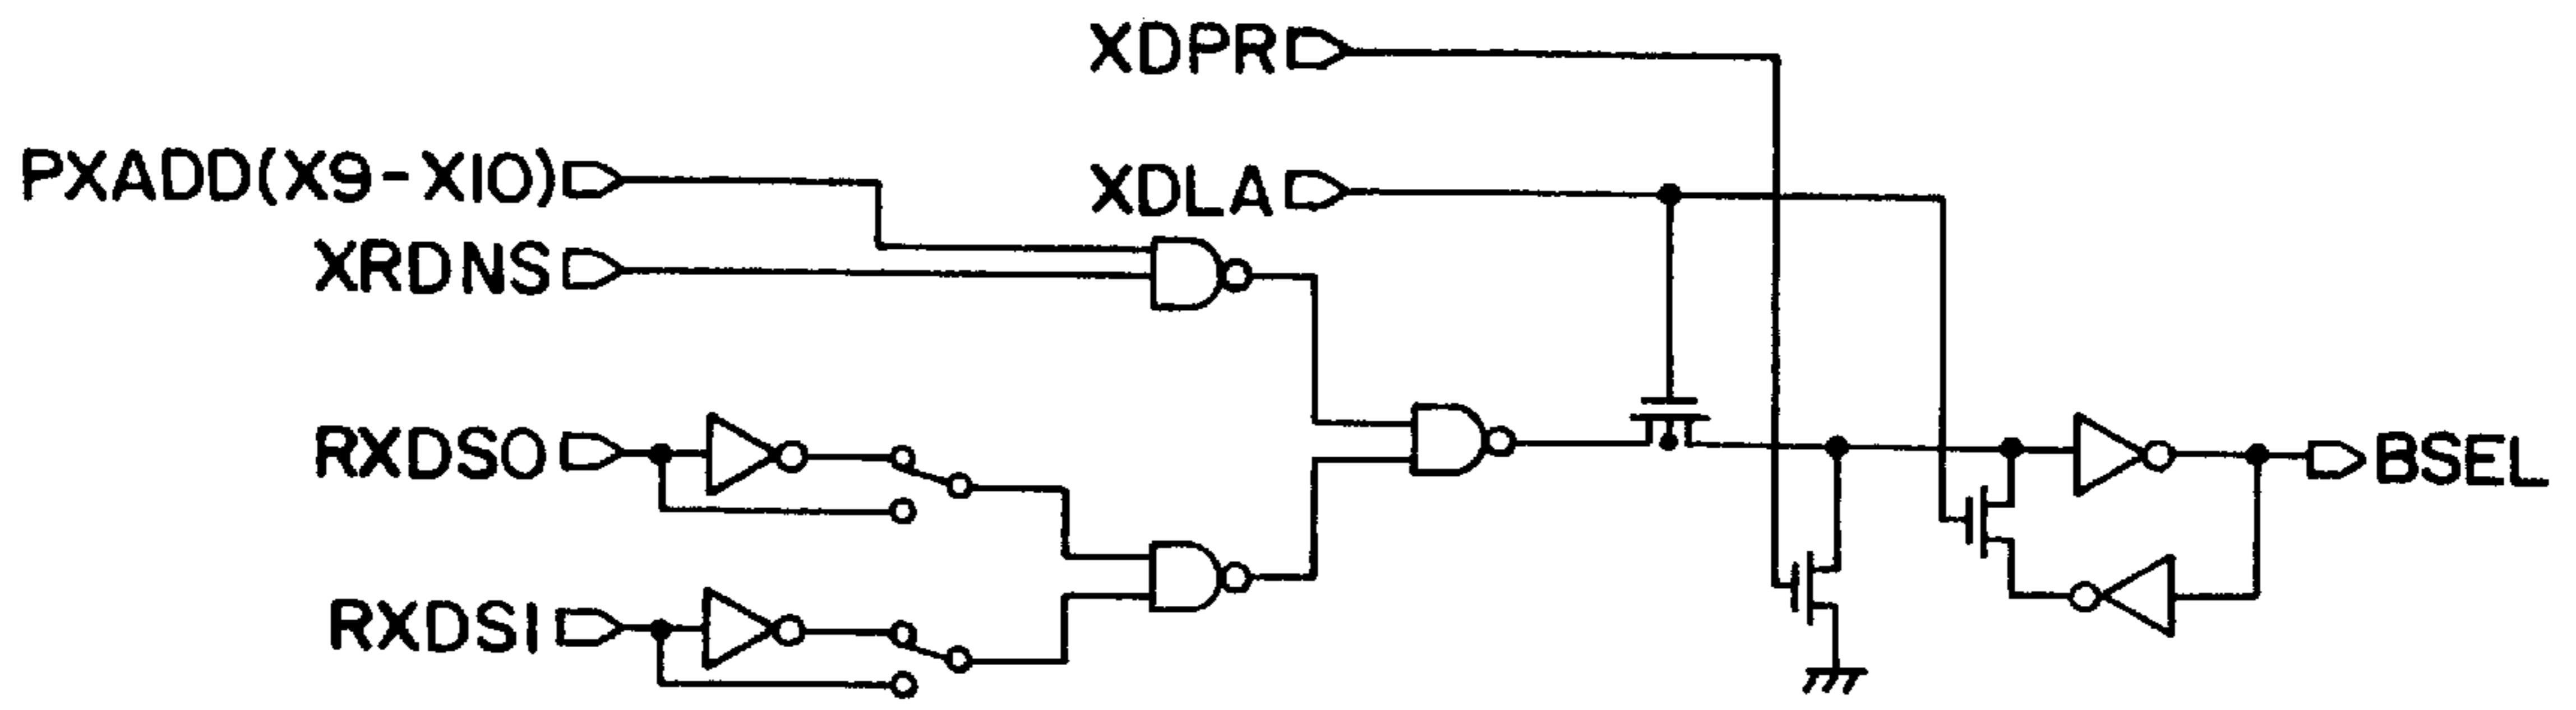 XDPR
PXADD(X9-X10)
XDLA
XRDNS
RXDS0
BSEL
RXDS1